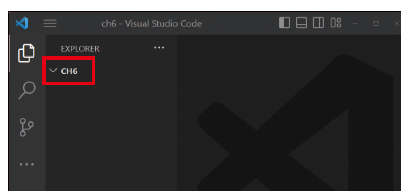 ch6 - Visual Studio Code
EXPLORER
CH6